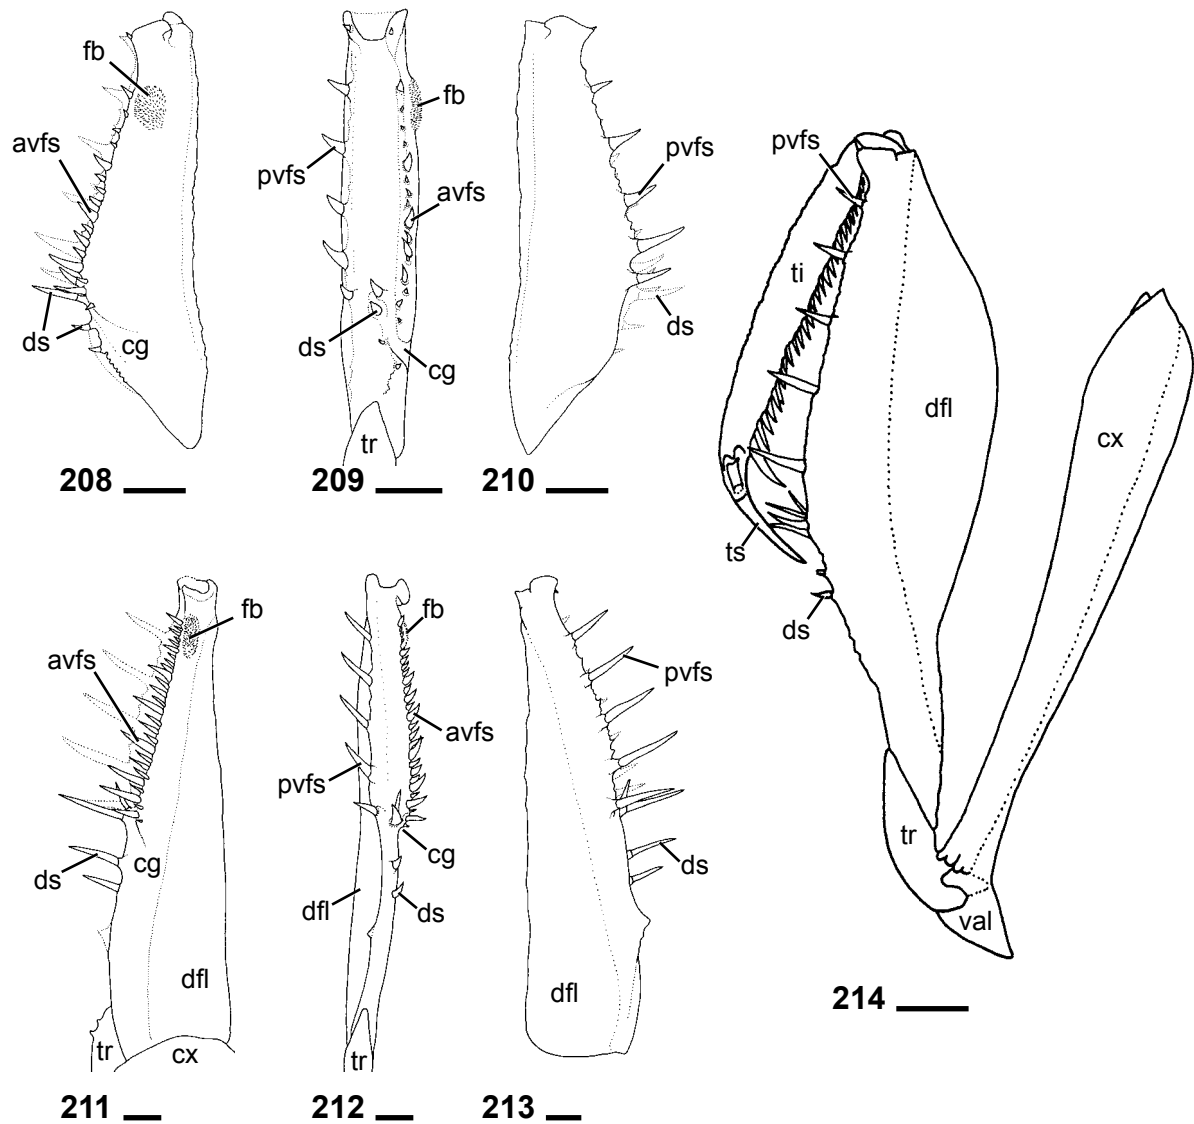 fb
avfs
ds
cg
208
fb
pvfs
avfs
ds
cg
tr
209
pvfs
ds
210
fb
avfs
cg
ds
dfl
tr
cx
211
fb
avfs
pvfs
cg
dfl
ds
tr
212
pvfs
ds
dfl
213
pvfs
ti
dfl
cx
ts
ds
tr
val
214